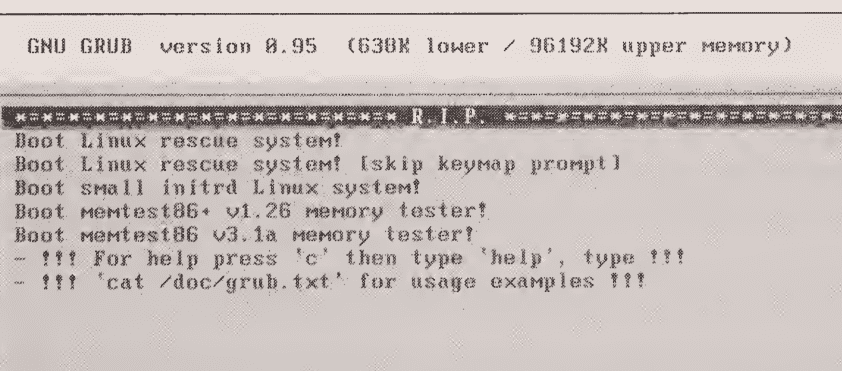 GNU GRUB version 0.95 (638K lower / 96192K upper memory)
*=*=*=*=*=*=*=*=*=*=*=*=*=*=* R.I.P. *=*=*=*=*=*=*=*=*=*=*=*=*
Boot Linux rescue system!
Boot Linux rescue system! [skip keymap prompt]
Boot small initrd Linux system!
Boot memtest86+ v1.26 memory tester!
Boot memtest86 v3.1a memory tester!
- !!! For help press 'c' then type 'help', type !!!
- !!! 'cat /doc/grub.txt' for usage examples !!!